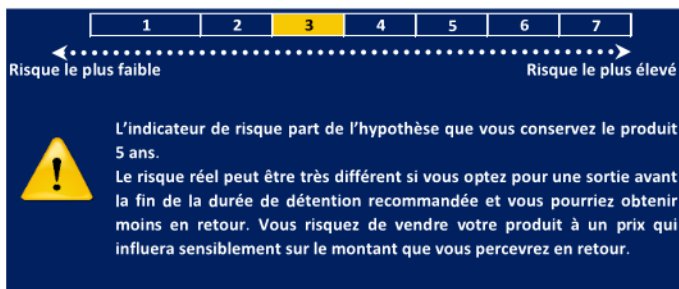 1 2 3 4 5 6 7
Risque le plus faible Risque le plus élevé
L'indicateur de risque part de l'hypothèse que vous conservez le produit
5 ans.
Le risque réel peut être très différent si vous optez pour une sortie avant
la fin de la durée de détention recommandée et vous pourriez obtenir
moins en retour. Vous risquez de vendre votre produit à un prix qui
influera sensiblement sur le montant que vous percevrez en retour.